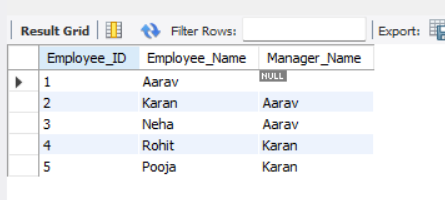 Result Grid Filter Rows: Export:
Employee_ID Employee_Name Manager_Name
1 Aarav NULL
2 Karan Aarav
3 Neha Aarav
4 Rohit Karan
5 Pooja Karan